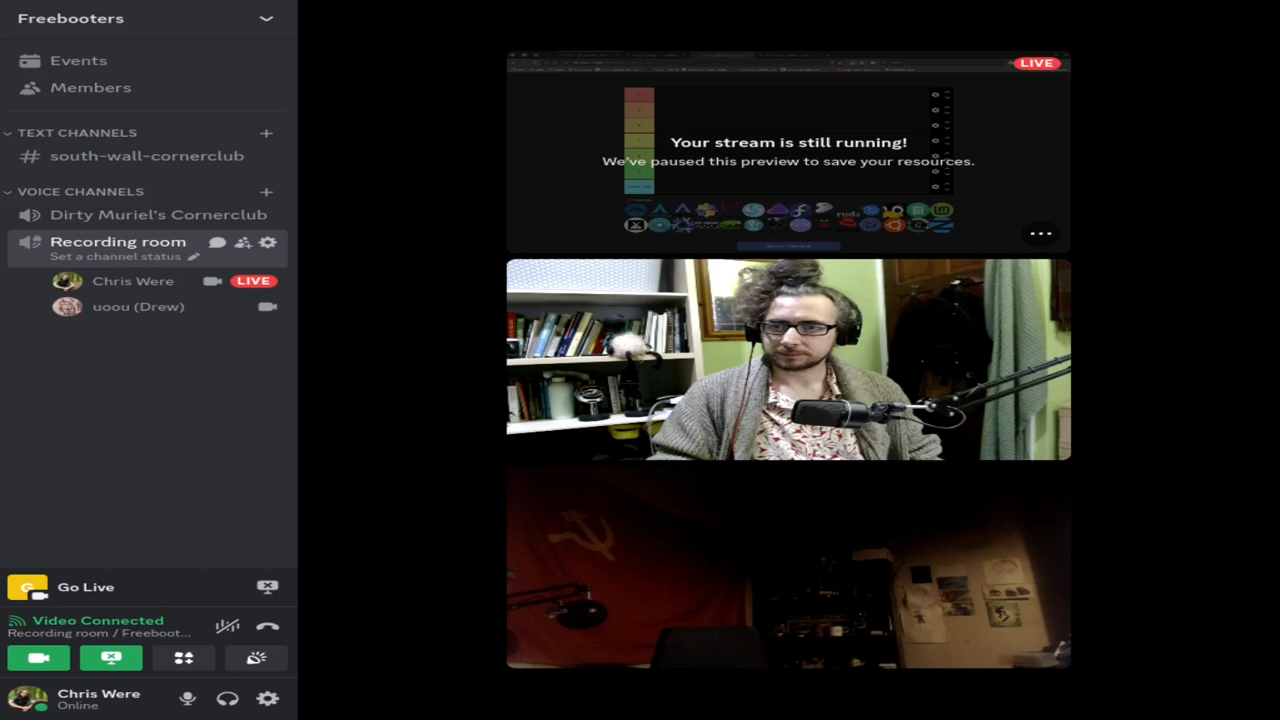 Freebooters
Events
Members
TEXT CHANNELS
south-wall-cornerclub
VOICE CHANNELS
Dirty Muriel's Cornerclub
Recording room
Set a channel status
Chris Were
LIVE
uoou (Drew)
G
Go Live
Video Connected
Recording room / Freeboot...
Chris Were
Online
LIVE
Your stream is still running!
We've paused this preview to save your resources.